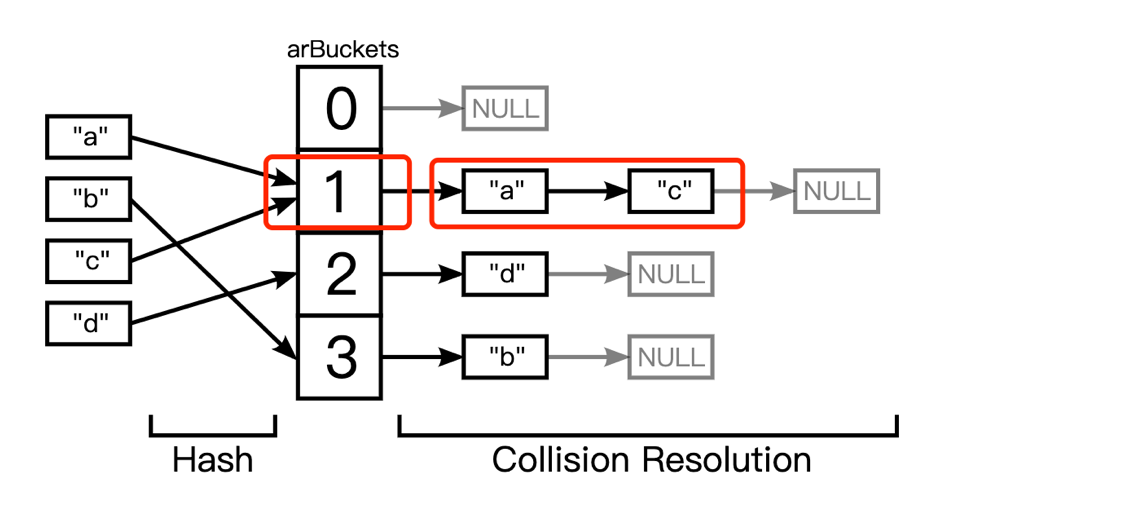 arBuckets
0
NULL
"a"
1
"a"
"c"
NULL
"b"
"c"
2
"d"
NULL
"d"
3
"b"
NULL
Hash
Collision Resolution